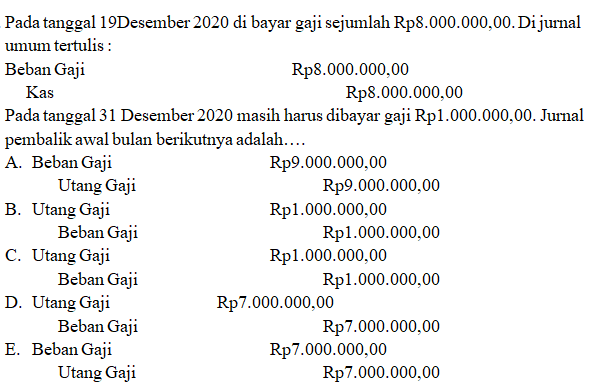 Pada tanggal 19Desember 2020 di bayar gaji sejumlah Rp8.000.000,00. Di jurnal
umum tertulis :
Beban Gaji Rp8.000.000,00
Kas Rp8.000.000,00
Pada tanggal 31 Desember 2020 masih harus dibayar gaji Rp1.000.000,00. Jurnal
pembalik awal bulan berikutnya adalah….
A. Beban Gaji Rp9.000.000,00
Utang Gaji Rp9.000.000,00
B. Utang Gaji Rp1.000.000,00
Beban Gaji Rp1.000.000,00
C. Utang Gaji Rp1.000.000,00
Beban Gaji Rp1.000.000,00
D. Utang Gaji Rp7.000.000,00
Beban Gaji Rp7.000.000,00
E. Beban Gaji Rp7.000.000,00
Utang Gaji Rp7.000.000,00